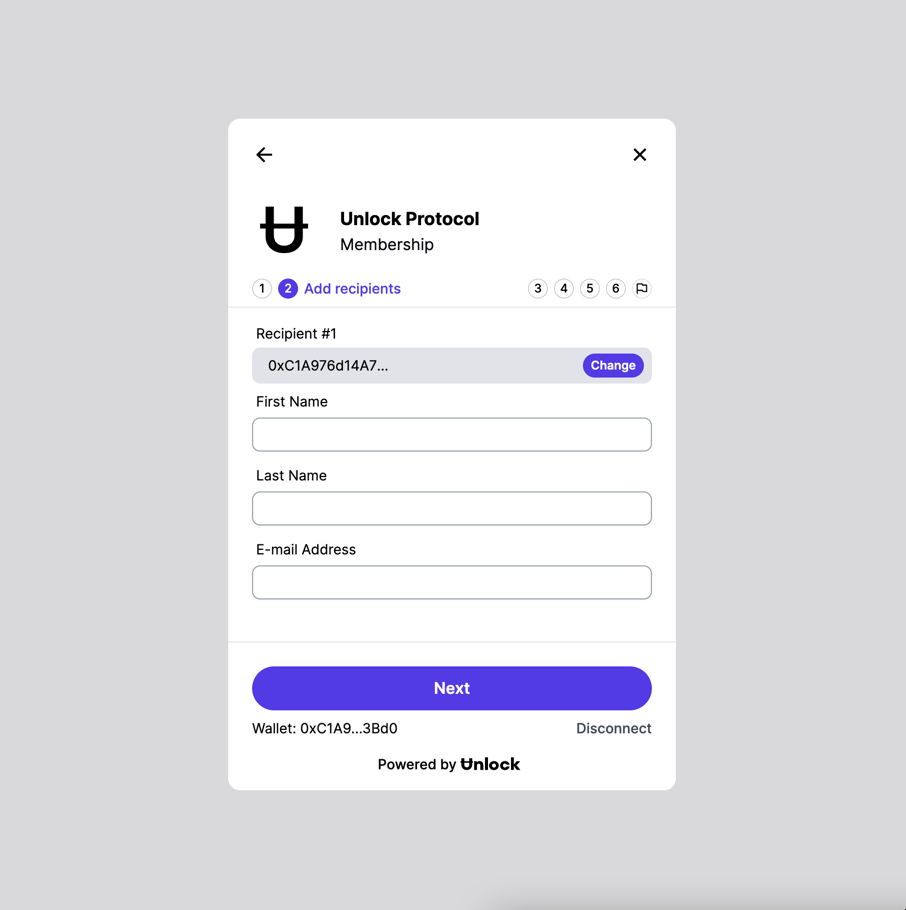 Unlock Protocol
Membership
1 2 Add recipients 3 4 5 6
Recipient #1
0xC1A976d14A7... Change
First Name
Last Name
E-mail Address
Next
Wallet: 0xC1A9...3Bd0 Disconnect
Powered by Unlock